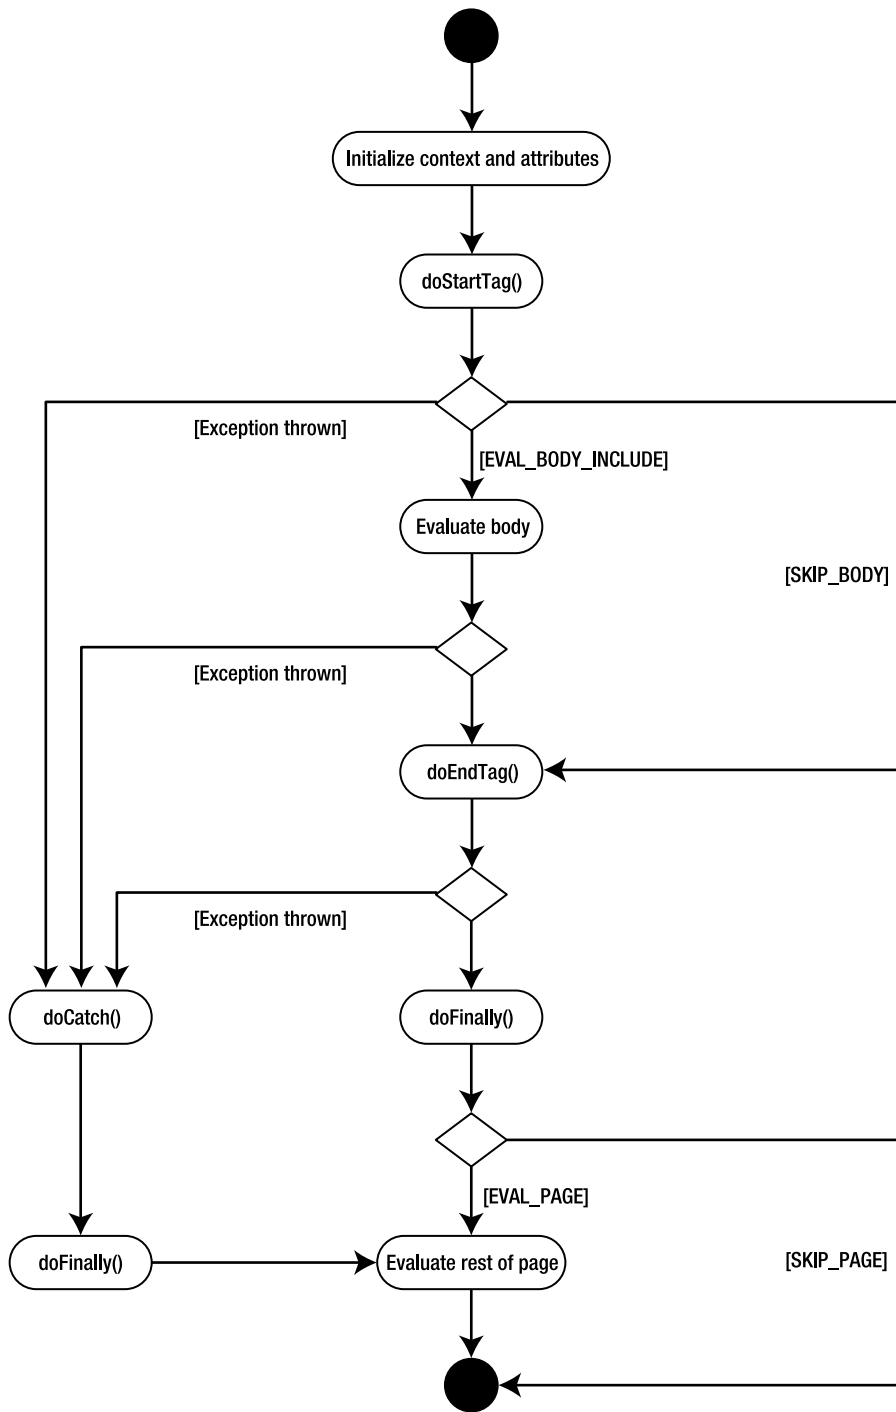 Initialize context and attributes
doStartTag()
[Exception thrown]
[EVAL_BODY_INCLUDE]
Evaluate body
[SKIP_BODY]
[Exception thrown]
doEndTag()
[Exception thrown]
doCatch()
doFinally()
[EVAL_PAGE]
doFinally()
Evaluate rest of page
[SKIP_PAGE]